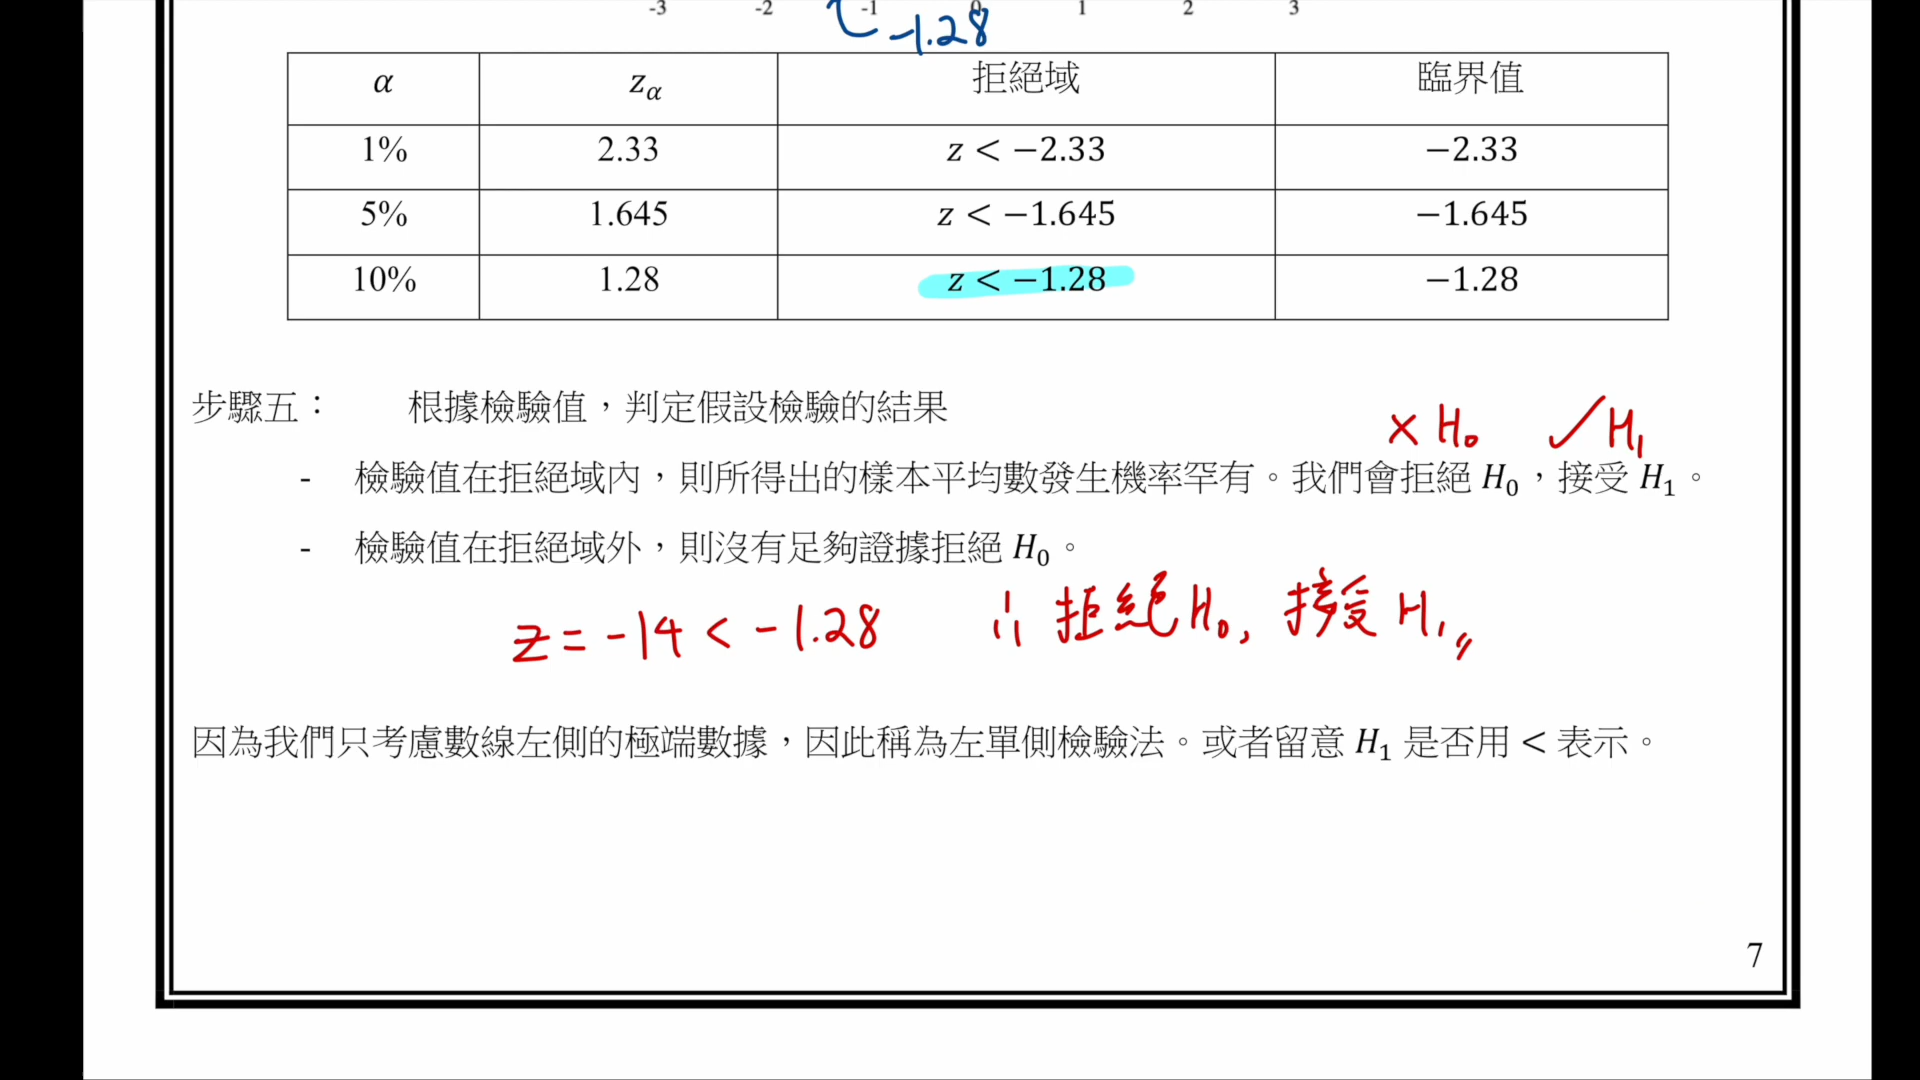 -3 -2 -1 0 1 2 3
-1.28
α zα 拒絕域 臨界值
1% 2.33 z < −2.33 −2.33
5% 1.645 z < −1.645 −1.645
10% 1.28 z < −1.28 −1.28
步驟五： 根據檢驗值，判定假設檢驗的結果
× H₀ ✓ H₁
- 檢驗值在拒絕域內，則所得出的樣本平均數發生機率罕有。我們會拒絕 H₀，接受 H₁。
- 檢驗值在拒絕域外，則沒有足夠證據拒絕 H₀。
z = -14 < -1.28 ∴ 拒絕 H₀, 接受 H₁
因為我們只考慮數線左側的極端數據，因此稱為左單側檢驗法。或者留意 H₁ 是否用 < 表示。
7